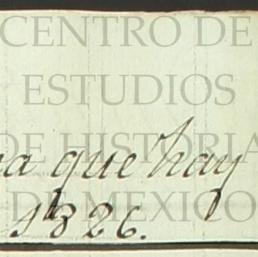 CENTRO DE
ESTUDIOS
DE HISTORIA
DE MEXICO
que hay
1826.